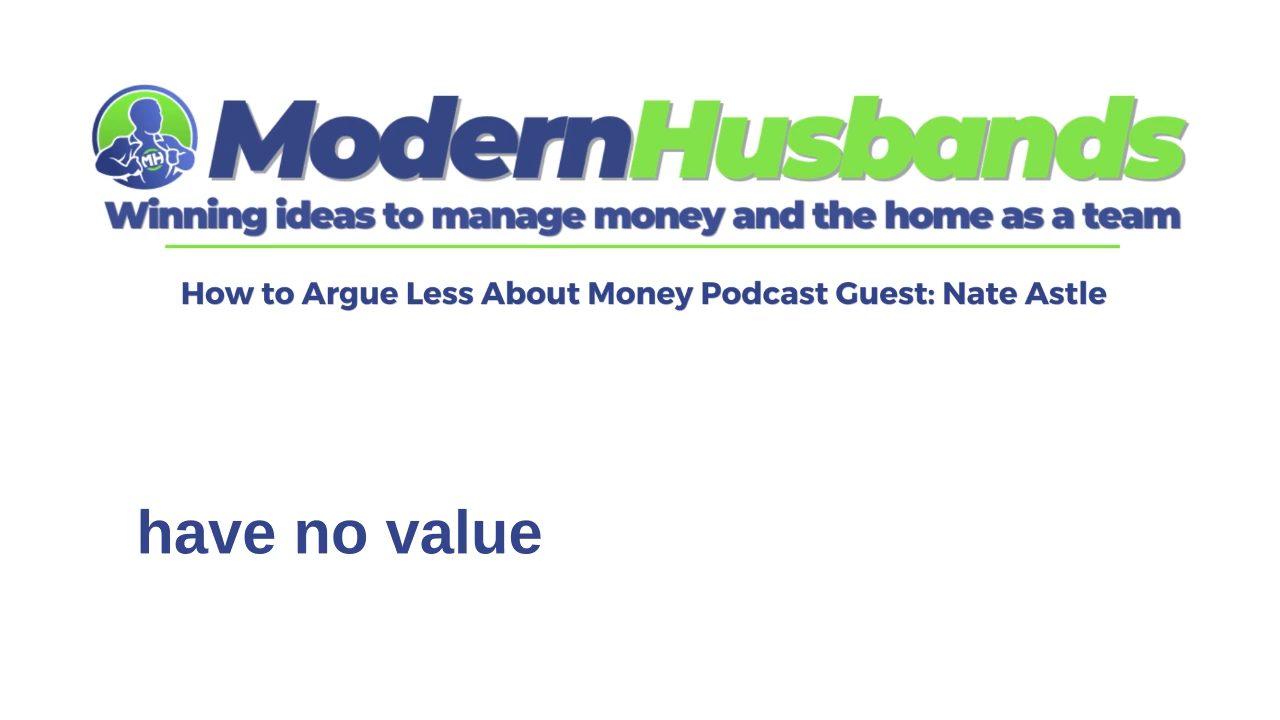 MH
ModernHusbands
Winning ideas to manage money and the home as a team
How to Argue Less About Money Podcast Guest: Nate Astle
have no value